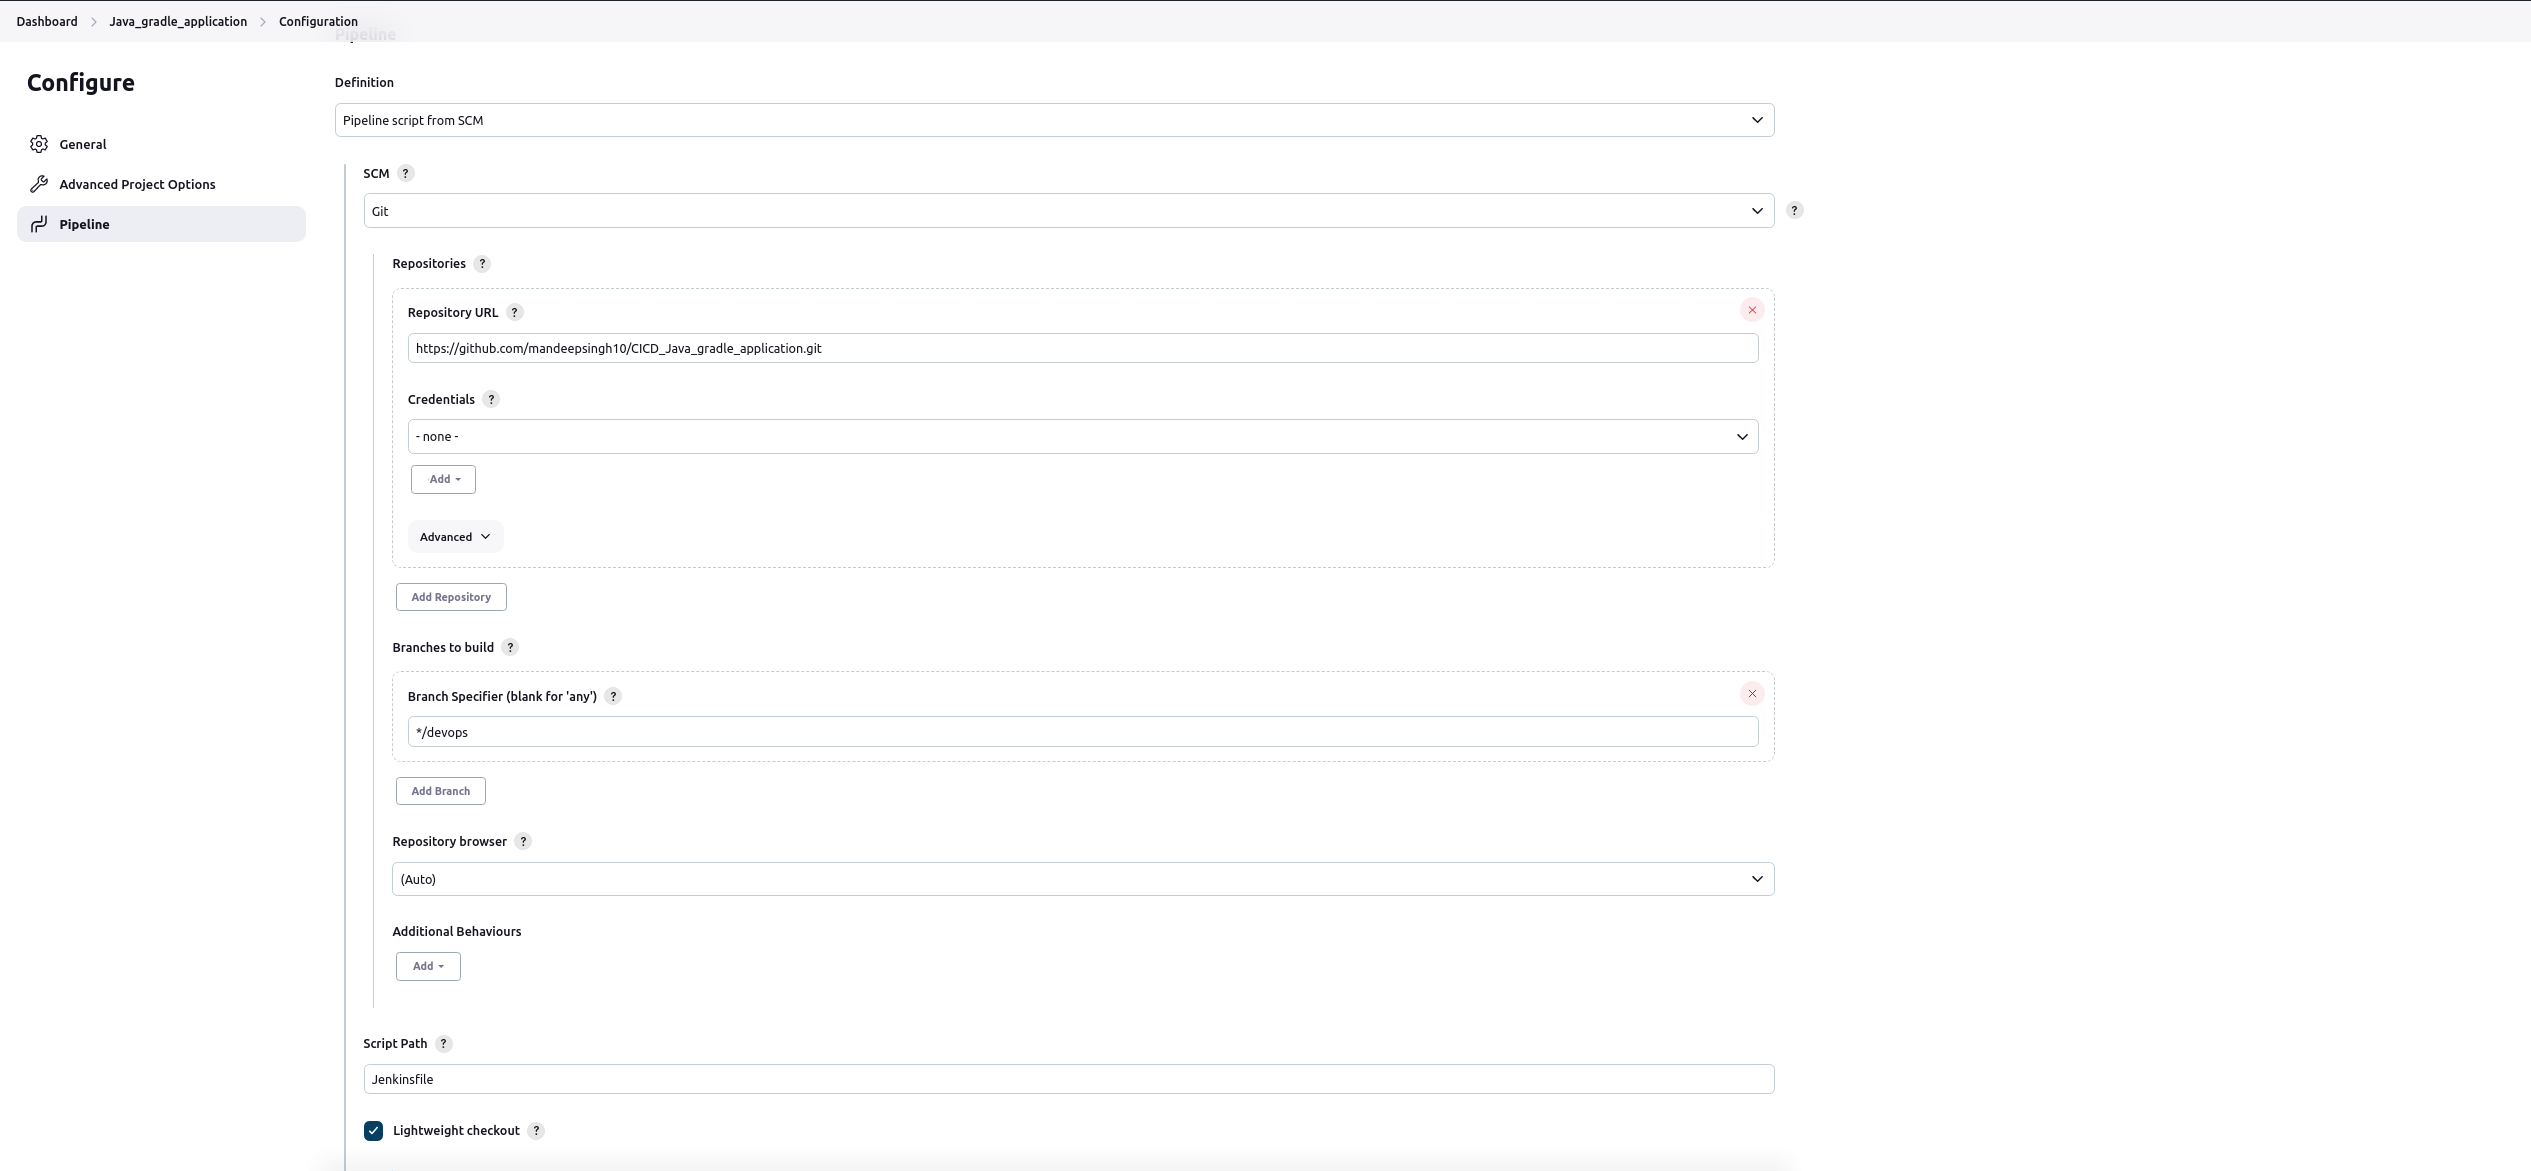 Dashboard > Java_gradle_application > Configuration
Pipeline
Configure
General
Advanced Project Options
Pipeline
Definition
Pipeline script from SCM
SCM ?
Git
?
Repositories ?
Repository URL ?
https://github.com/mandeepsingh10/CICD_Java_gradle_application.git
Credentials ?
- none -
Add
Advanced
Add Repository
Branches to build ?
Branch Specifier (blank for 'any') ?
*/devops
Add Branch
Repository browser ?
(Auto)
Additional Behaviours
Add
Script Path ?
Jenkinsfile
Lightweight checkout ?